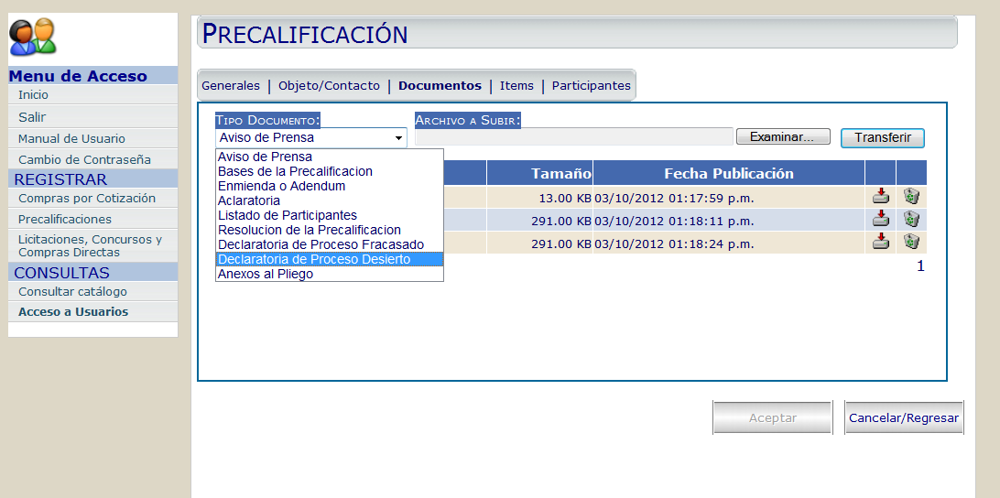 PRECALIFICACIÓN
Menu de Acceso
Inicio
Salir
Manual de Usuario
Cambio de Contraseña
REGISTRAR
Compras por Cotización
Precalificaciones
Licitaciones, Concursos y
Compras Directas
CONSULTAS
Consultar catálogo
Acceso a Usuarios
Generales | Objeto/Contacto | Documentos | Items | Participantes
TIPO DOCUMENTO: ARCHIVO A SUBIR:
Aviso de Prensa Examinar... Transferir
Aviso de Prensa
Bases de la Precalificacion
Enmienda o Adendum
Aclaratoria
Listado de Participantes
Resolucion de la Precalificacion
Declaratoria de Proceso Fracasado
Declaratoria de Proceso Desierto
Anexos al Pliego
Tamaño Fecha Publicación
13.00 KB 03/10/2012 01:17:59 p.m.
291.00 KB 03/10/2012 01:18:11 p.m.
291.00 KB 03/10/2012 01:18:24 p.m.
1
Aceptar Cancelar/Regresar